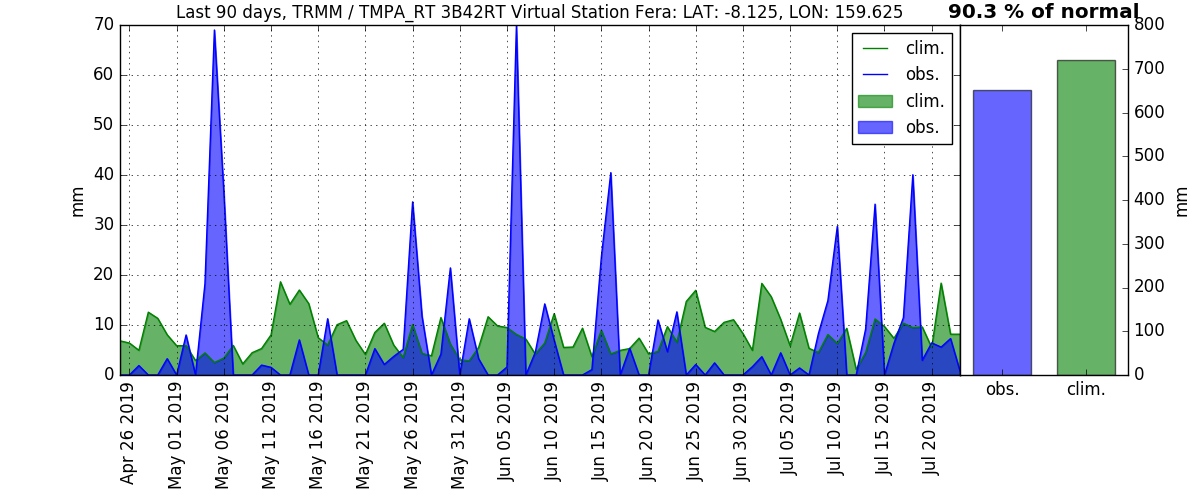 Last 90 days, TRMM / TMPA_RT 3B42RT Virtual Station Fera: LAT: -8.125, LON: 159.625
90.3 % of normal
70
60
50
40
30
20
10
0
mm
clim.
obs.
clim.
obs.
Apr 26 2019
May 01 2019
May 06 2019
May 11 2019
May 16 2019
May 21 2019
May 26 2019
May 31 2019
Jun 05 2019
Jun 10 2019
Jun 15 2019
Jun 20 2019
Jun 25 2019
Jun 30 2019
Jul 05 2019
Jul 10 2019
Jul 15 2019
Jul 20 2019
800
700
600
500
400
300
200
100
0
mm
obs.
clim.